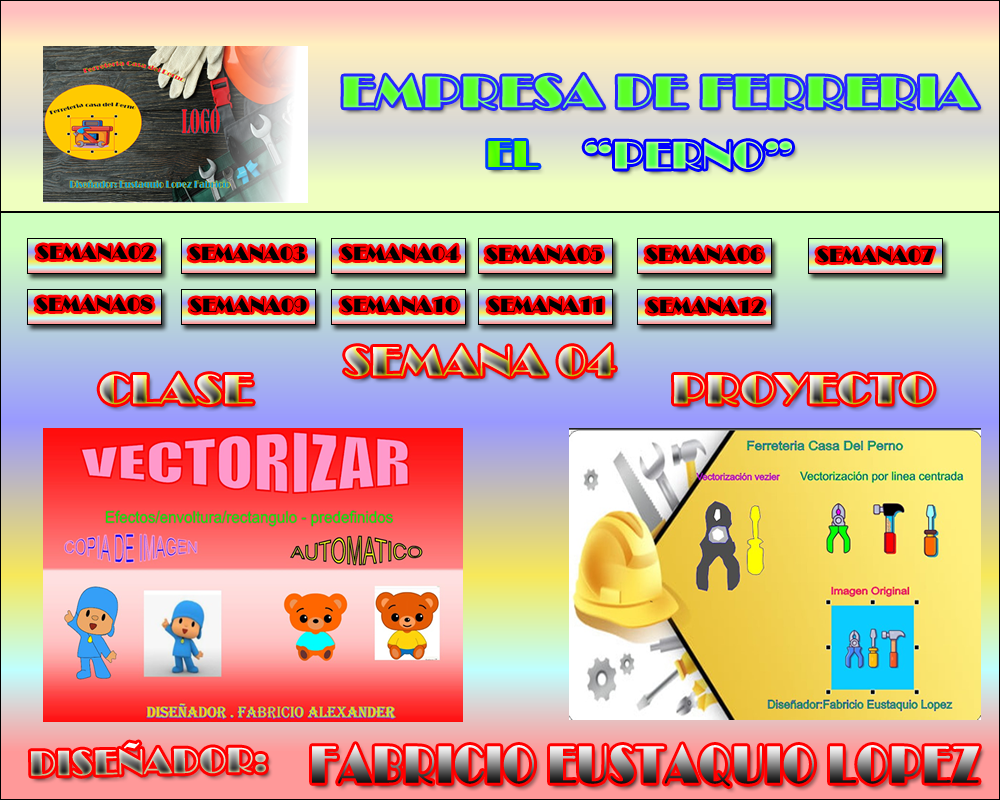 Ferreteria Casa del Perno
Ferreteria casa del Perno
LOGO
Diseñador: Eustaquio Lopez Fabricio
EMPRESA DE FERRERIA
EL “PERNO”
SEMANA02 SEMANA03 SEMANA04 SEMANA05 SEMANA06 SEMANA07
SEMANA08 SEMANA09 SEMANA10 SEMANA11 SEMANA12
SEMANA 04
CLASE
PROYECTO
VECTORIZAR
Efectos/envoltura/rectangulo - predefinidos
COPIA DE IMAGEN
AUTOMATICO
DISEÑADOR . FABRICIO ALEXANDER
Ferreteria Casa Del Perno
Vectorización vezier
Vectorización por linea centrada
Imagen Original
Diseñador:Fabricio Eustaquio Lopez
DISEÑADOR: FABRICIO EUSTAQUIO LOPEZ